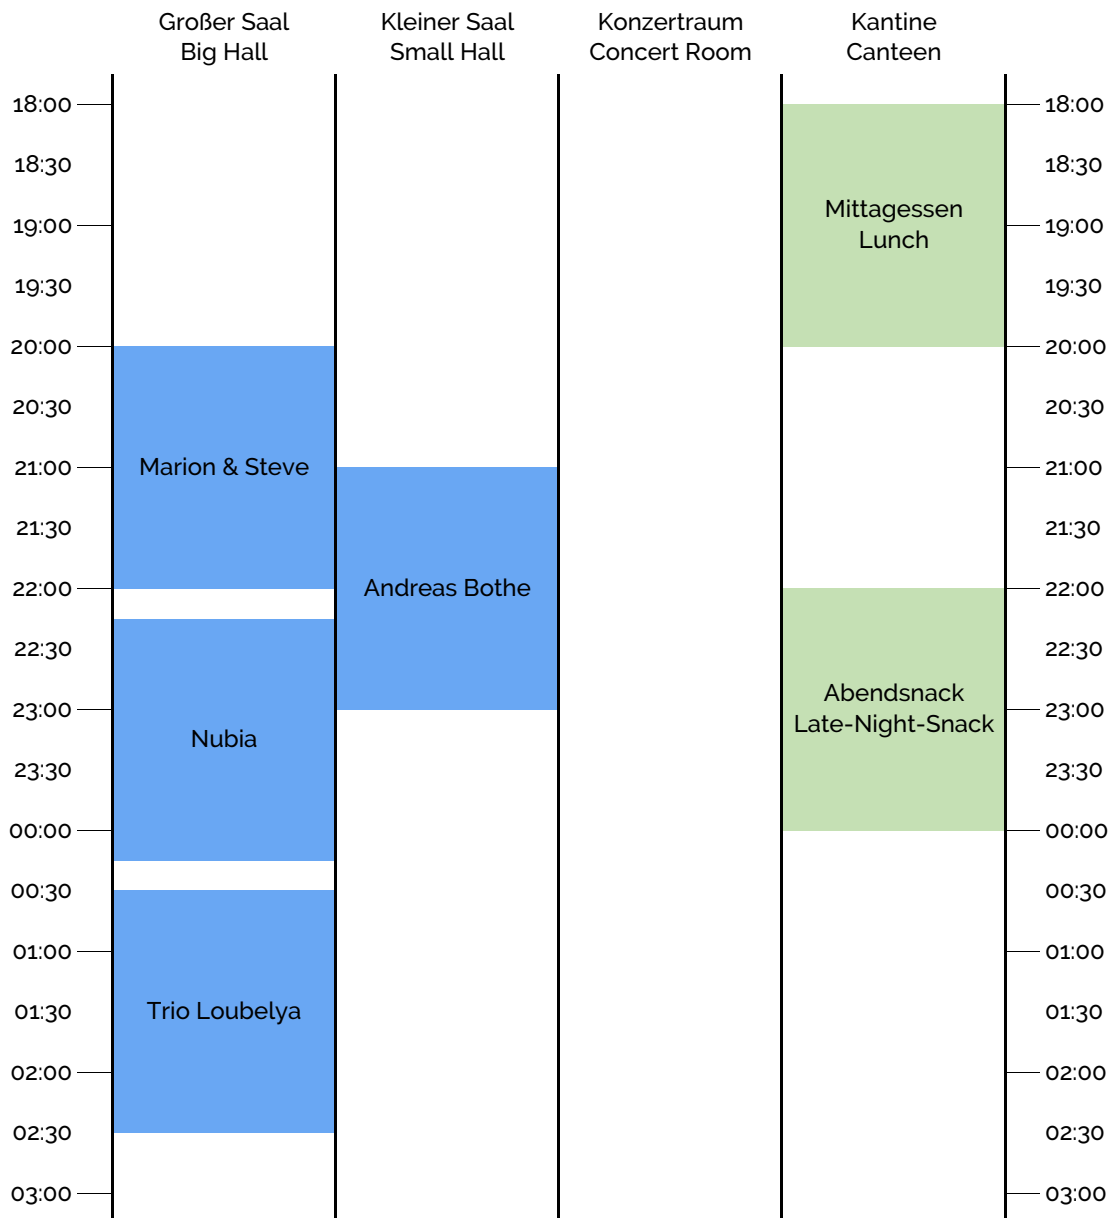 Großer Saal
Big Hall
Kleiner Saal
Small Hall
Konzertraum
Concert Room
Kantine
Canteen
18:00 18:00
18:30 18:30
Mittagessen
19:00 19:00
Lunch
19:30 19:30
20:00 20:00
20:30 20:30
21:00 Marion & Steve 21:00
21:30 21:30
22:00 Andreas Bothe 22:00
22:30 22:30
Abendsnack
23:00 23:00
Late-Night-Snack
Nubia
23:30 23:30
00:00 00:00
00:30 00:30
01:00 01:00
01:30 Trio Loubelya 01:30
02:00 02:00
02:30 02:30
03:00 03:00